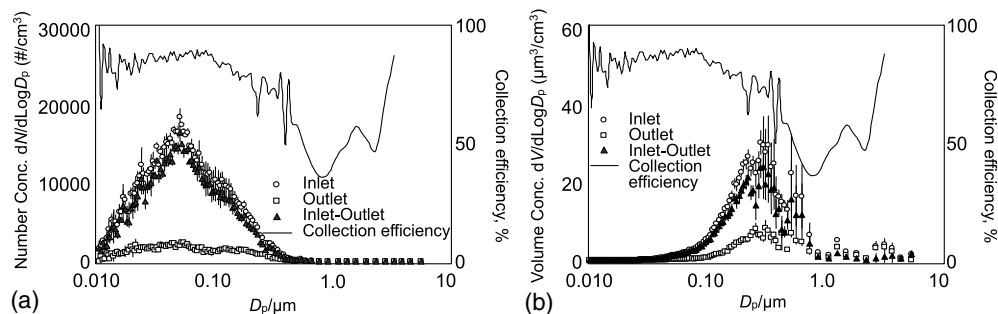 (a)
Number Conc. dN/dLogDp (#/cm3)
30000
20000
10000
0
100
50
0
Collection efficiency, %
Inlet
Outlet
Inlet-Outlet
Collection efficiency
0.010
0.10
1.0
10
Dp/µm
(b)
Volume Conc. dV/dLogDp (µm3/cm3)
60
40
20
0
100
50
0
Collection efficiency, %
Inlet
Outlet
Inlet-Outlet
Collection
efficiency
0.010
0.10
1.0
10
Dp/µm